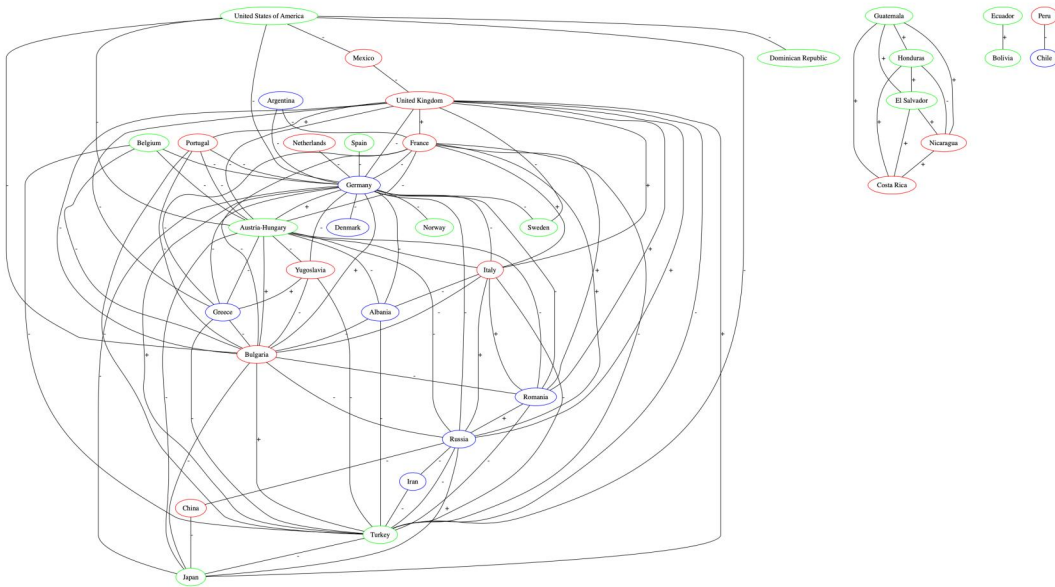 United States of America
Guatemala
Ecuador
Peru
Mexico
Dominican Republic
Honduras
Bolivia
Chile
Argentina
United Kingdom
El Salvador
Belgium
Portugal
Netherlands
Spain
France
Nicaragua
Germany
Costa Rica
Austria-Hungary
Denmark
Norway
Sweden
Yugoslavia
Italy
Greece
Albania
Bulgaria
Romania
Russia
Iran
China
Turkey
Japan